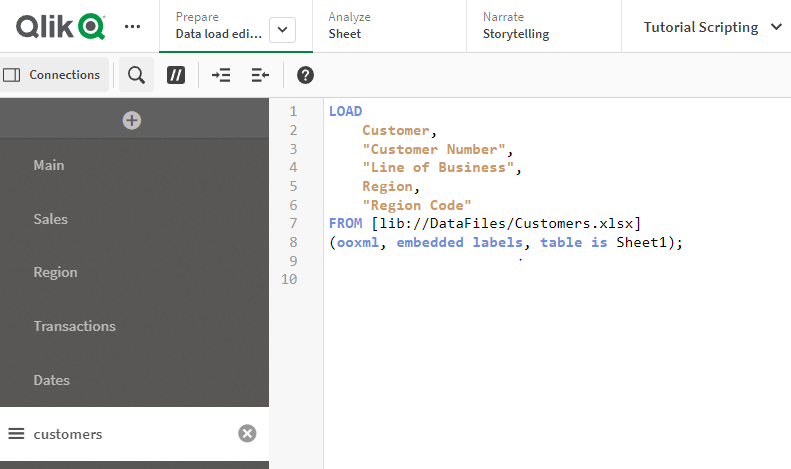 Qlik
Prepare
Data load edi...
Analyze
Sheet
Narrate
Storytelling
Tutorial Scripting
Connections
//
?
Main
Sales
Region
Transactions
Dates
customers
1 LOAD
2 Customer,
3 "Customer Number",
4 "Line of Business",
5 Region,
6 "Region Code"
7 FROM [lib://DataFiles/Customers.xlsx]
8 (ooxml, embedded labels, table is Sheet1);
9
10